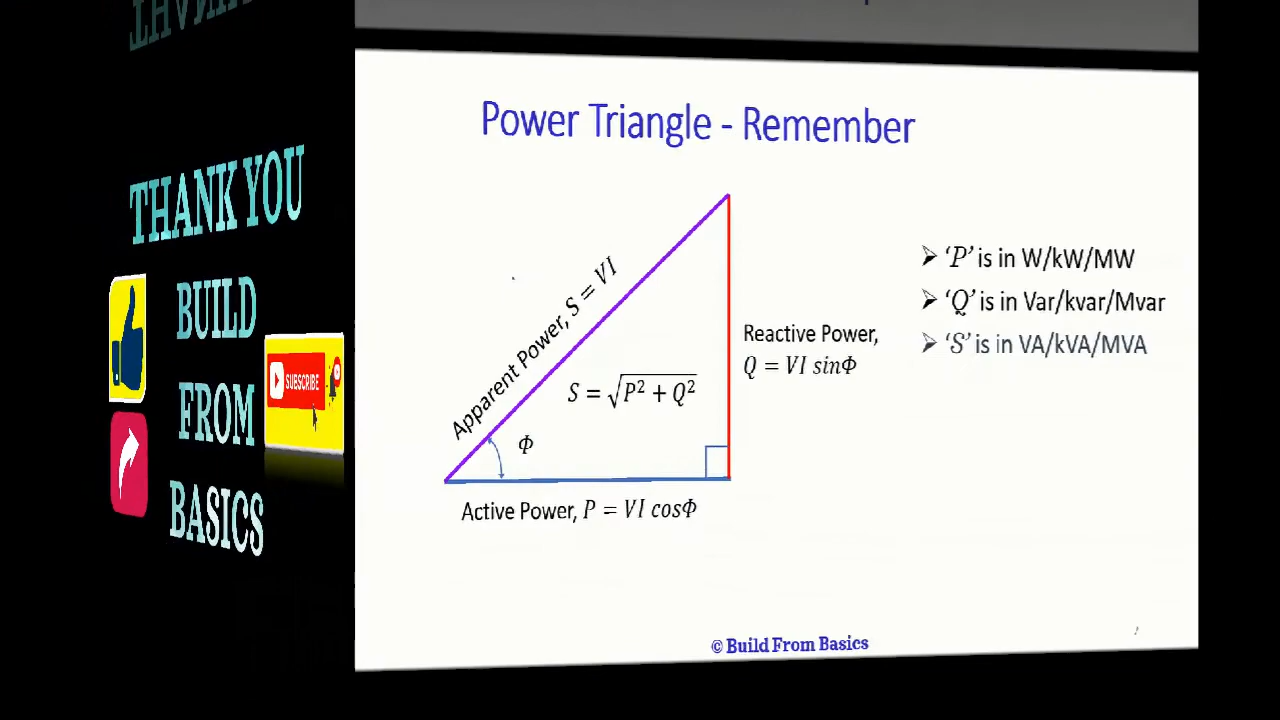 THANK YOU
BUILD
FROM
BASICS
SUBSCRIBE
Power Triangle - Remember
Apparent Power, S = VI
S = √P² + Q²
Φ
Reactive Power,
Q = VI sinΦ
Active Power, P = VI cosΦ
➢ ‘P’ is in W/kW/MW
➢ ‘Q’ is in Var/kvar/Mvar
➢ ‘S’ is in VA/kVA/MVA
© Build From Basics